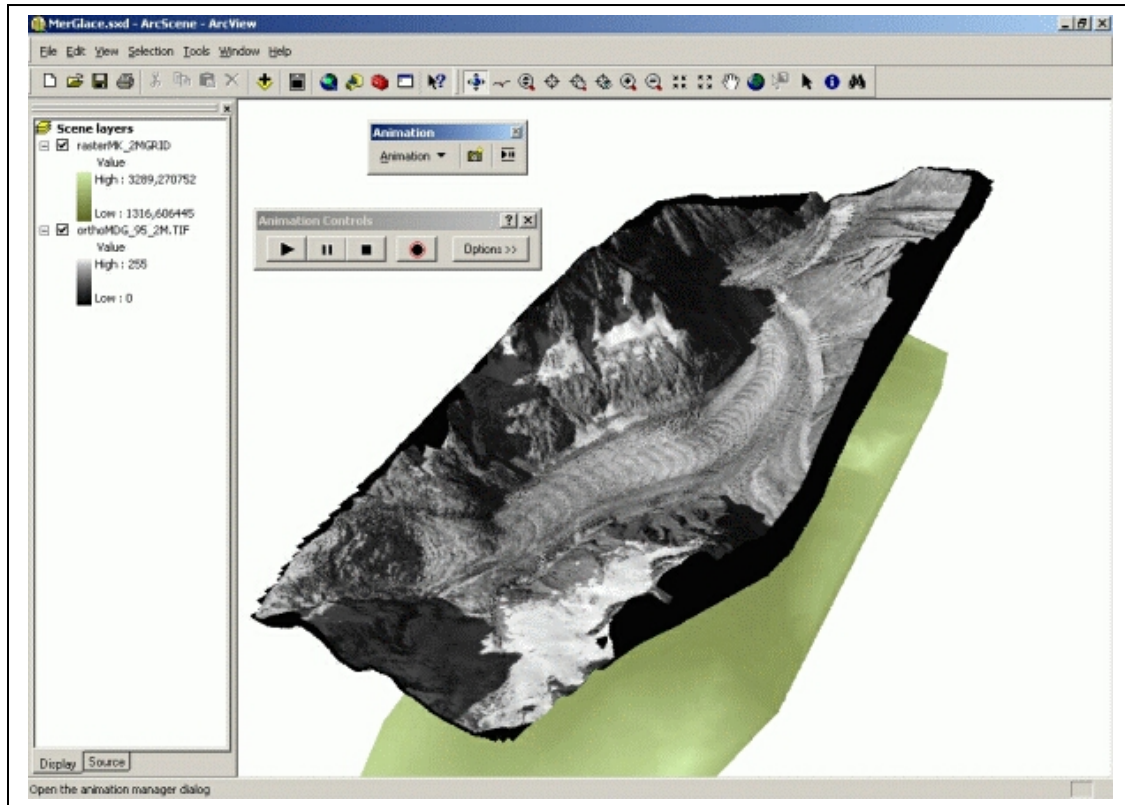 MerGlace.sxd - ArcScene - ArcView
File Edit View Selection Tools Window Help
Scene layers
rasterMK_2MGRID
Value
High : 3289,270752
Low : 1316,606445
orthoMDG_95_2M.TIF
Value
High : 255
Low : 0
Animation
Animation
Animation Controls
Options >>
Display Source
Open the animation manager dialog